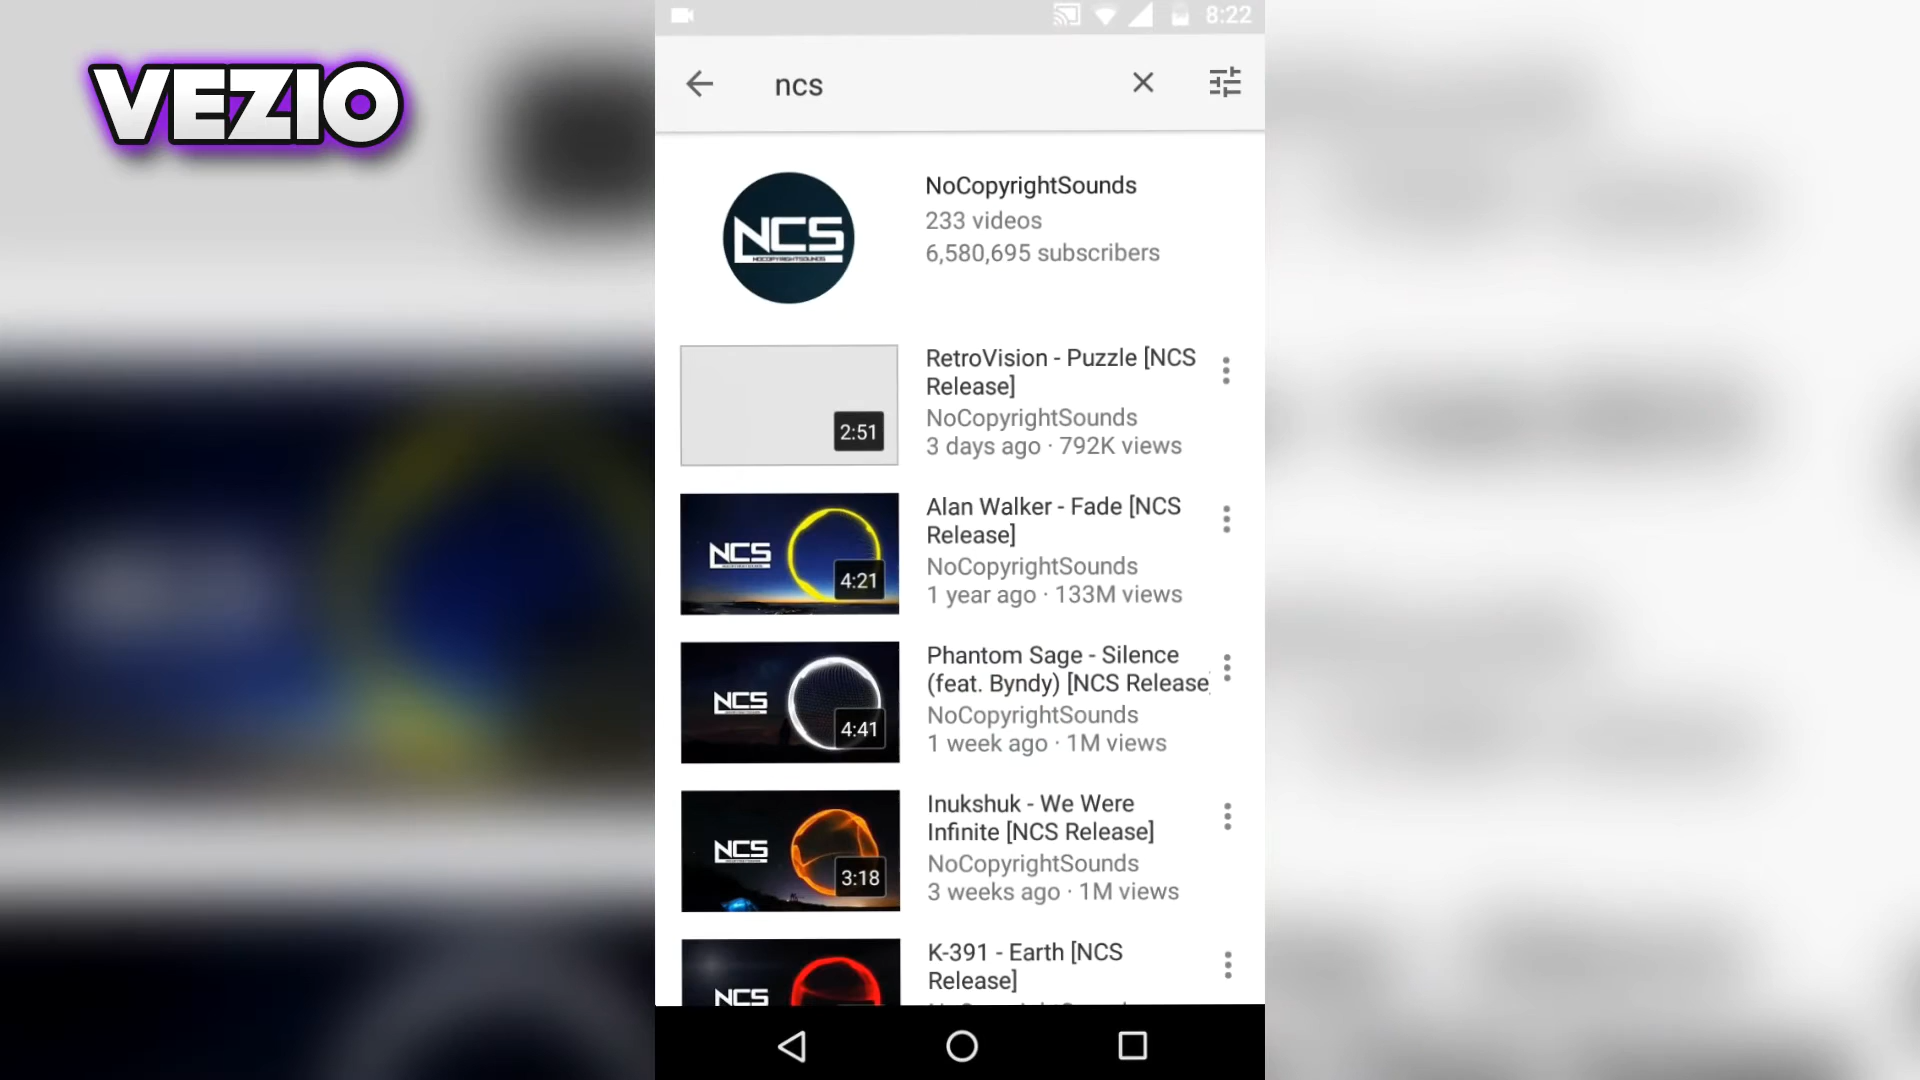 VEZIO
8:22
ncs
NCS
NOCOPYRIGHTSOUNDS
NoCopyrightSounds
233 videos
6,580,695 subscribers
2:51
RetroVision - Puzzle [NCS
Release]
NoCopyrightSounds
3 days ago · 792K views
NCS
4:21
Alan Walker - Fade [NCS
Release]
NoCopyrightSounds
1 year ago · 133M views
NCS
4:41
Phantom Sage - Silence
(feat. Byndy) [NCS Release
NoCopyrightSounds
1 week ago · 1M views
NCS
3:18
Inukshuk - We Were
Infinite [NCS Release]
NoCopyrightSounds
3 weeks ago · 1M views
NCS
K-391 - Earth [NCS
Release]